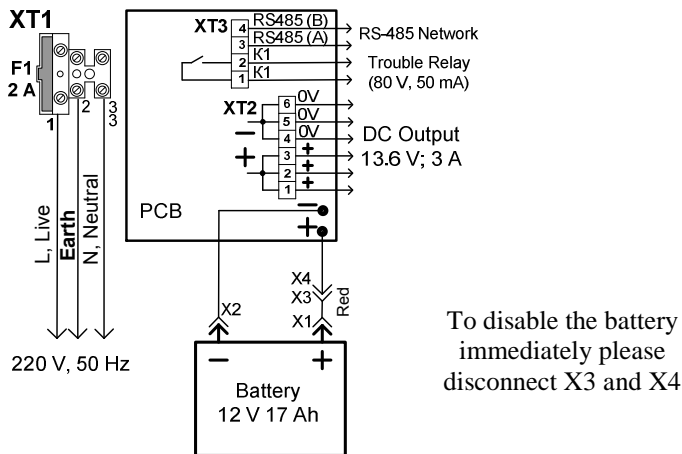 XT1
F1
2 A
1
2
3
3
L, Live
Earth
N, Neutral
220 V, 50 Hz
XT3
4 RS485 (B)
3 RS485 (A)
2 K1
1 K1
RS-485 Network
Trouble Relay
(80 V, 50 mA)
XT2
6 0V
5 0V
4 0V
3 +
2 +
1 +
−
+
DC Output
13.6 V; 3 A
PCB
−
+
X4
X3
Red
X2
X1
−
+
Battery
12 V 17 Ah
To disable the battery
immediately please
disconnect X3 and X4